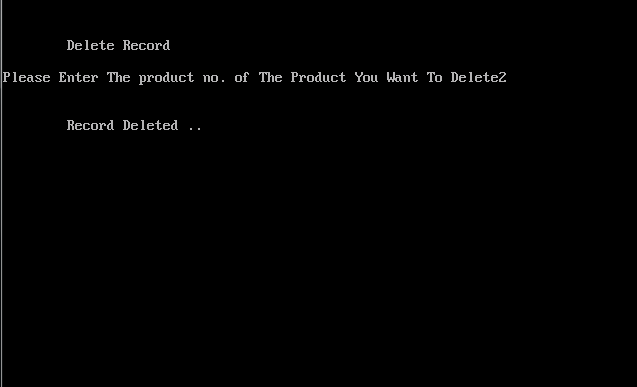 Delete Record
Please Enter The product no. of The Product You Want To Delete2
Record Deleted ..